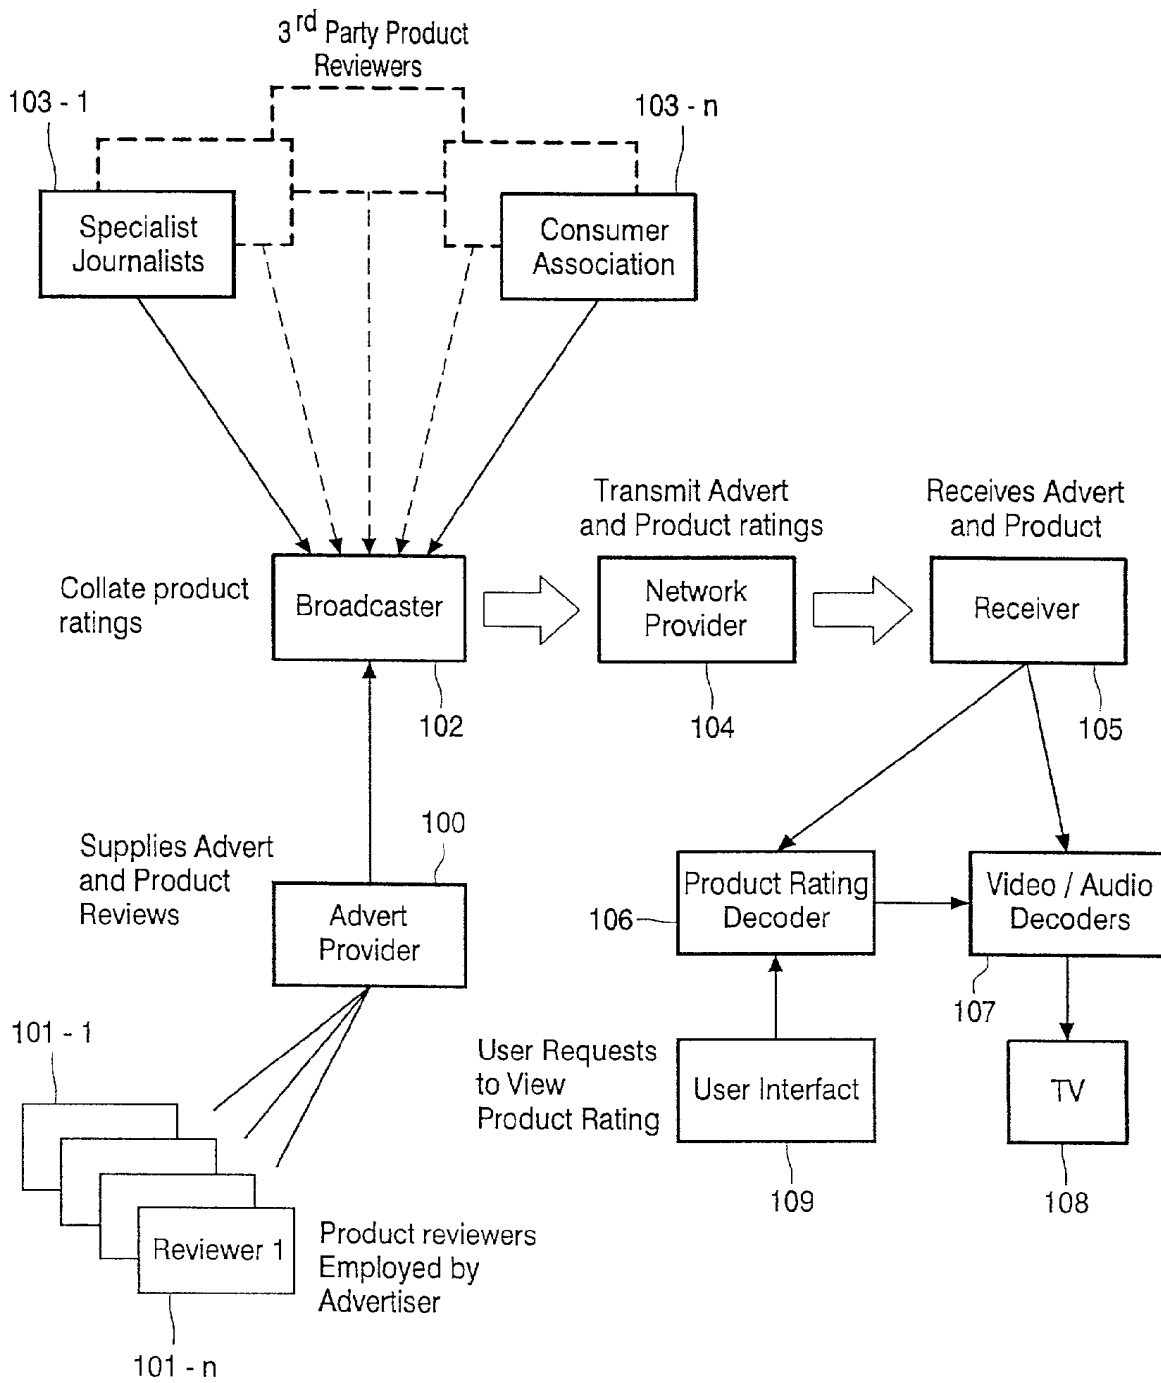 3rd Party Product
Reviewers
103 - 1
103 - n
Specialist
Journalists
Consumer
Association
Transmit Advert
and Product ratings
Receives Advert
and Product
Collate product
ratings
Broadcaster
Network
Provider
Receiver
102
104
105
Supplies Advert
and Product
Reviews
100
Advert
Provider
106
Product Rating
Decoder
Video / Audio
Decoders
107
101 - 1
User Requests
to View
Product Rating
User Interfact
TV
109
108
Reviewer 1
Product reviewers
Employed by
Advertiser
101 - n